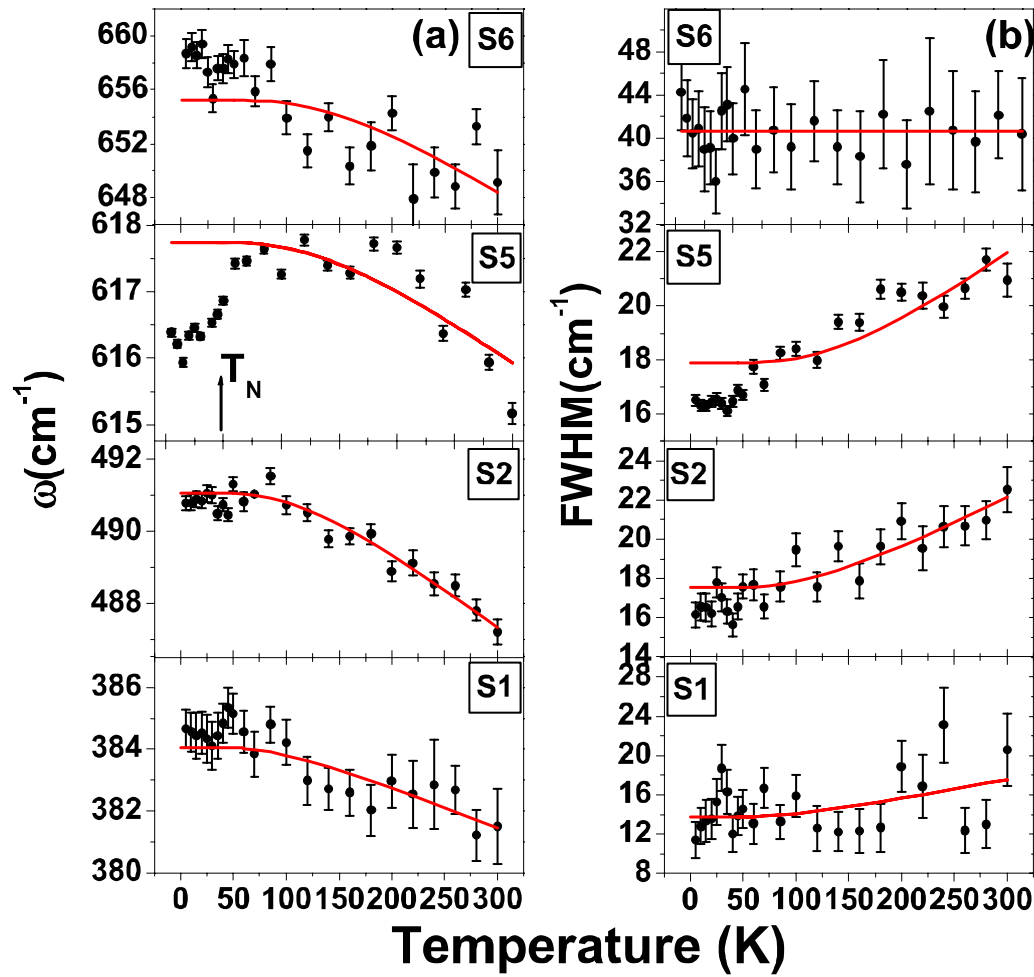 (a)
S6
660
656
652
648
618
S5
617
616
T_N
615
492
S2
490
488
386
S1
384
382
380
0 50 100 150 200 250 300
ω(cm⁻¹)
(b)
S6
48
44
40
36
32
S5
22
20
18
16
24
S2
22
20
18
16
14
28
S1
24
20
16
12
8
0 50 100 150 200 250 300
FWHM(cm⁻¹)
Temperature (K)